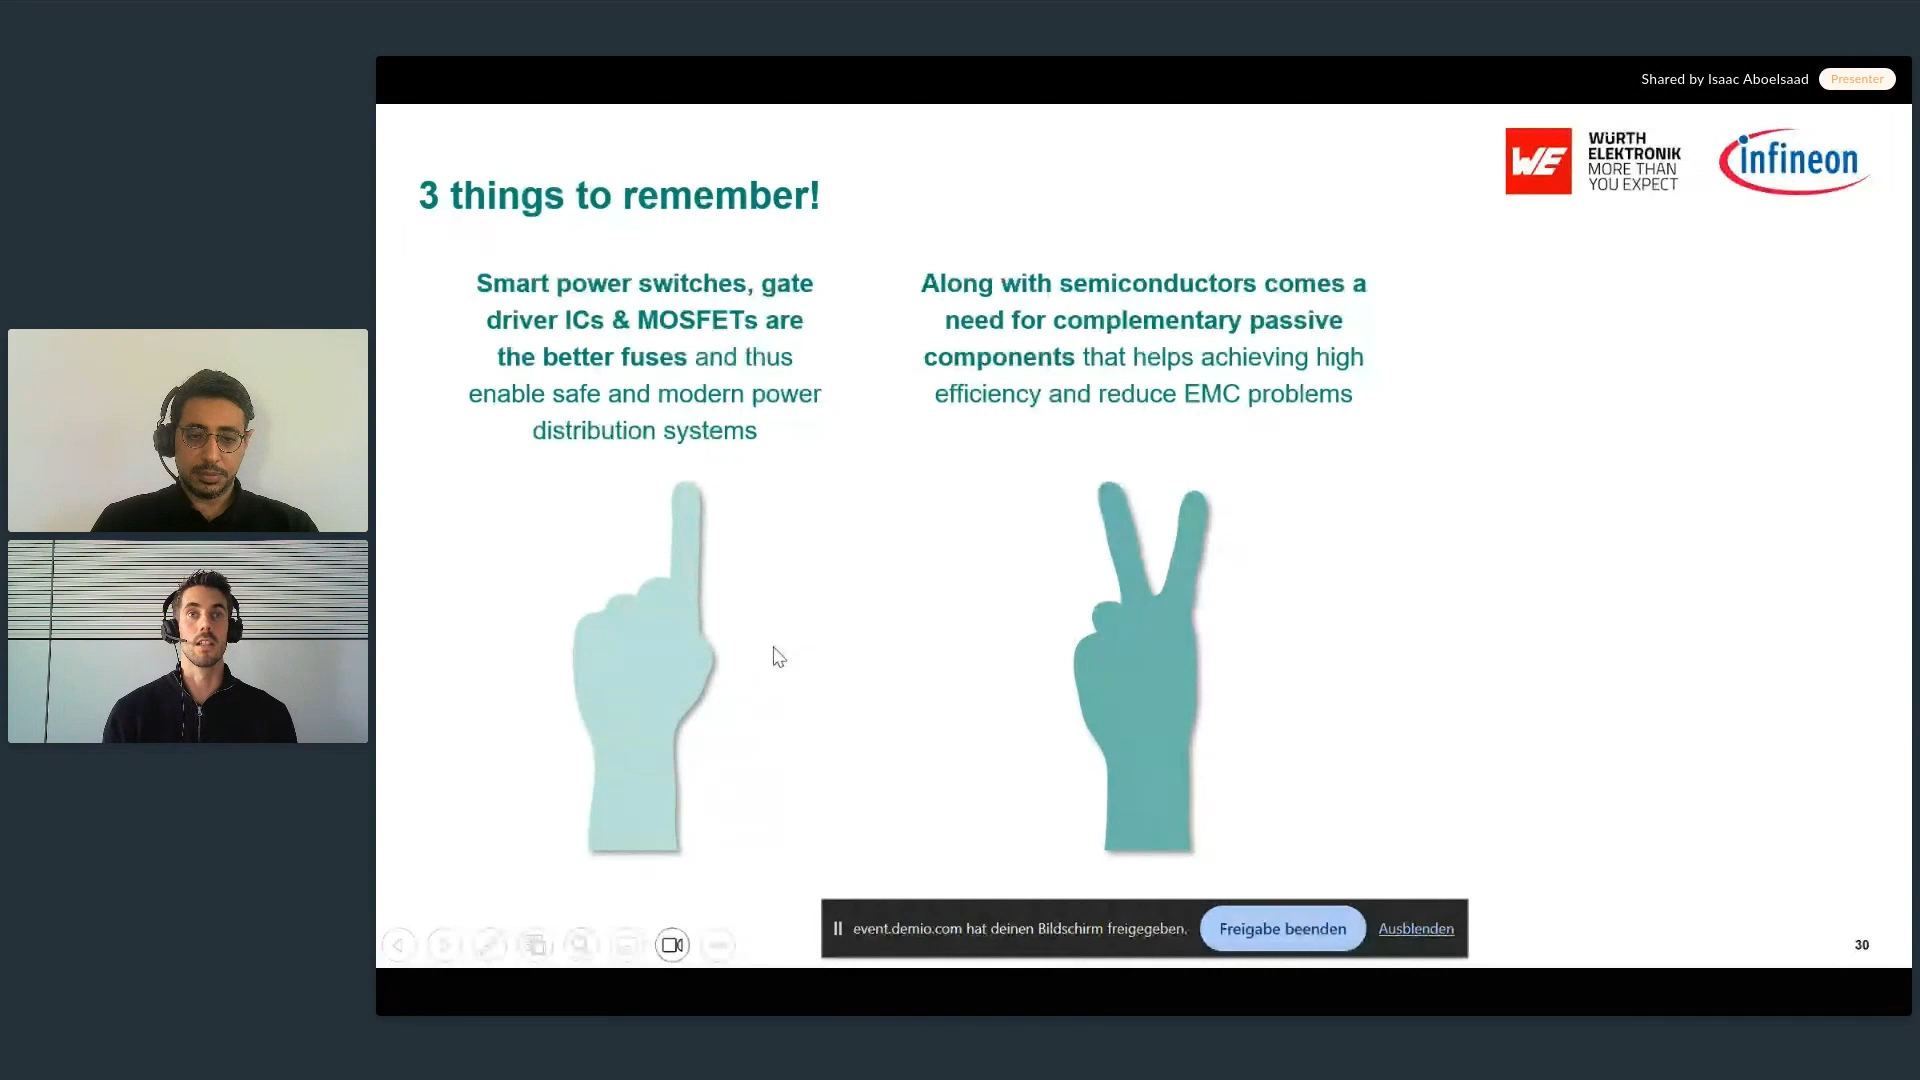 Shared by Isaac Aboelsaad
Presenter
WE
WÜRTH
ELEKTRONIK
MORE THAN
YOU EXPECT
infineon
3 things to remember!
Smart power switches, gate
driver ICs & MOSFETs are
the better fuses and thus
enable safe and modern power
distribution systems
Along with semiconductors comes a
need for complementary passive
components that helps achieving high
efficiency and reduce EMC problems
event.demio.com hat deinen Bildschirm freigegeben.
Freigabe beenden
Ausblenden
30